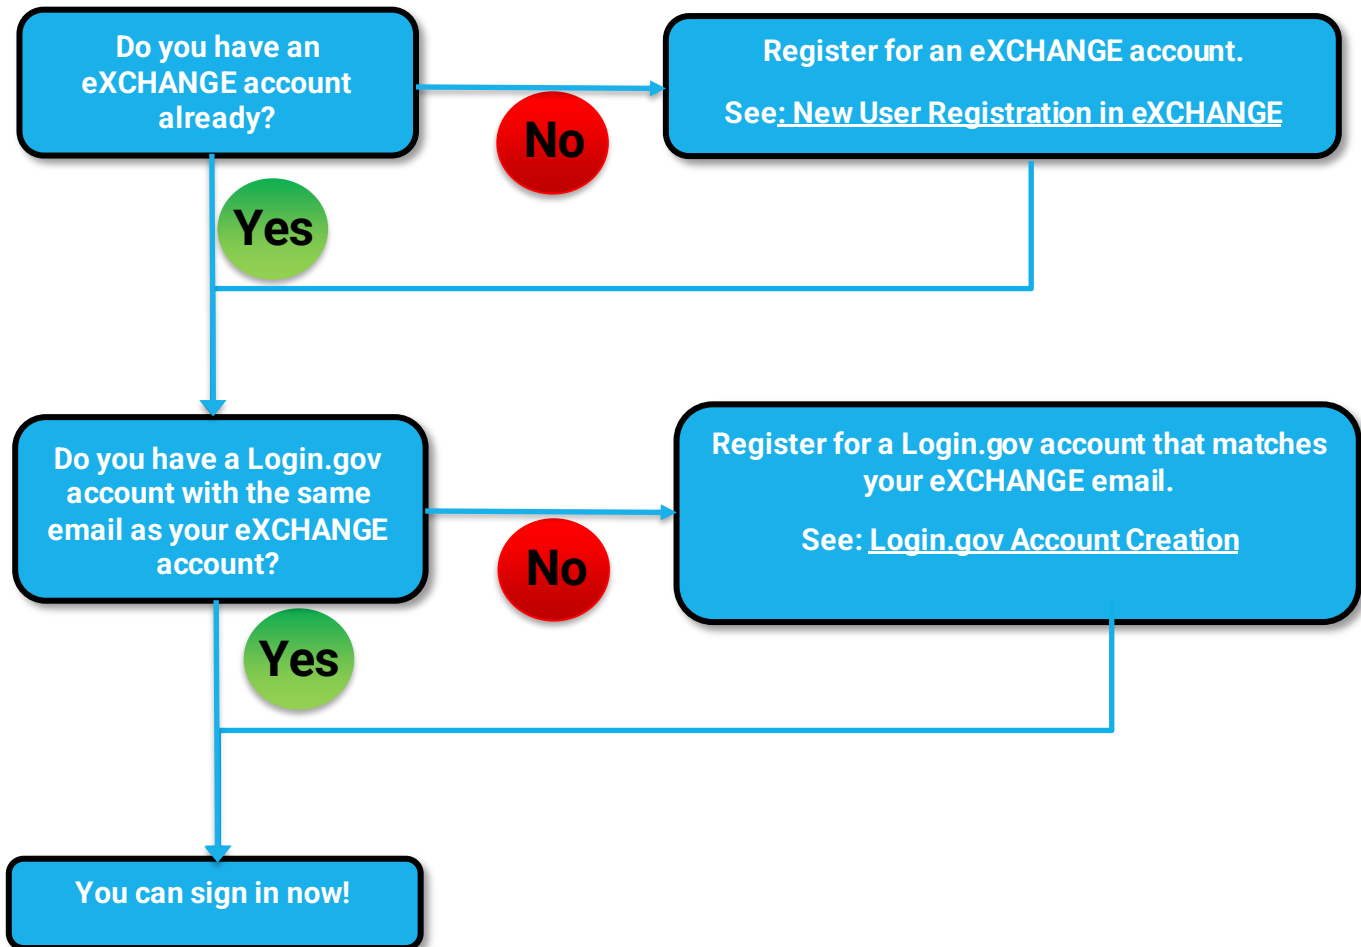 Do you have an
eXCHANGE account
already?
No
Register for an eXCHANGE account.
See: New User Registration in eXCHANGE
Yes
Do you have a Login.gov
account with the same
email as your eXCHANGE
account?
No
Register for a Login.gov account that matches
your eXCHANGE email.
See: Login.gov Account Creation
Yes
You can sign in now!